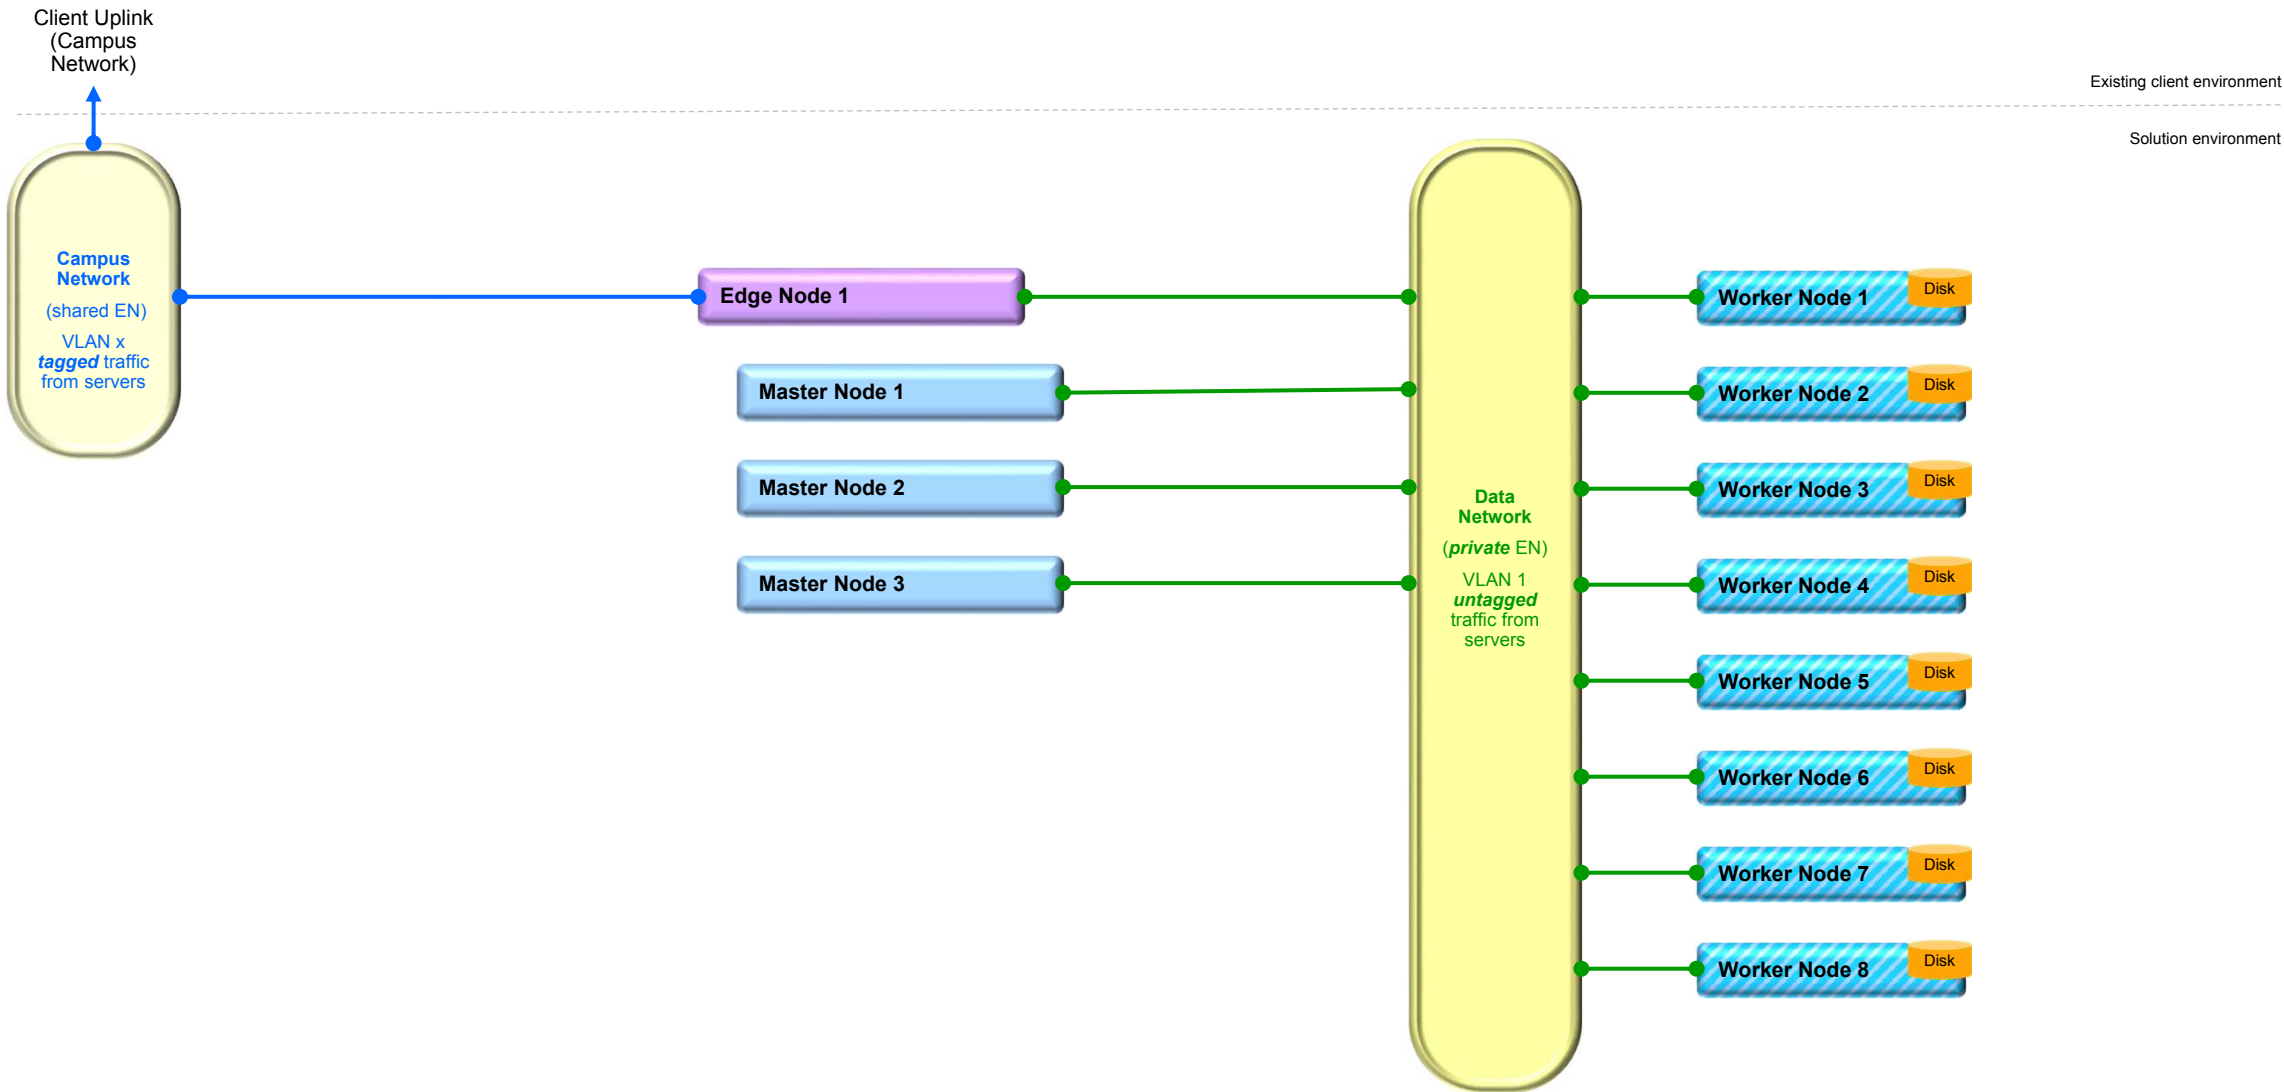 Client Uplink
(Campus
Network)
Existing client environment
Solution environment
Campus
Network
(shared EN)
VLAN x
tagged traffic
from servers
Edge Node 1
Master Node 1
Master Node 2
Master Node 3
Data
Network
(private EN)
VLAN 1
untagged
traffic from
servers
Worker Node 1
Disk
Worker Node 2
Disk
Worker Node 3
Disk
Worker Node 4
Disk
Worker Node 5
Disk
Worker Node 6
Disk
Worker Node 7
Disk
Worker Node 8
Disk